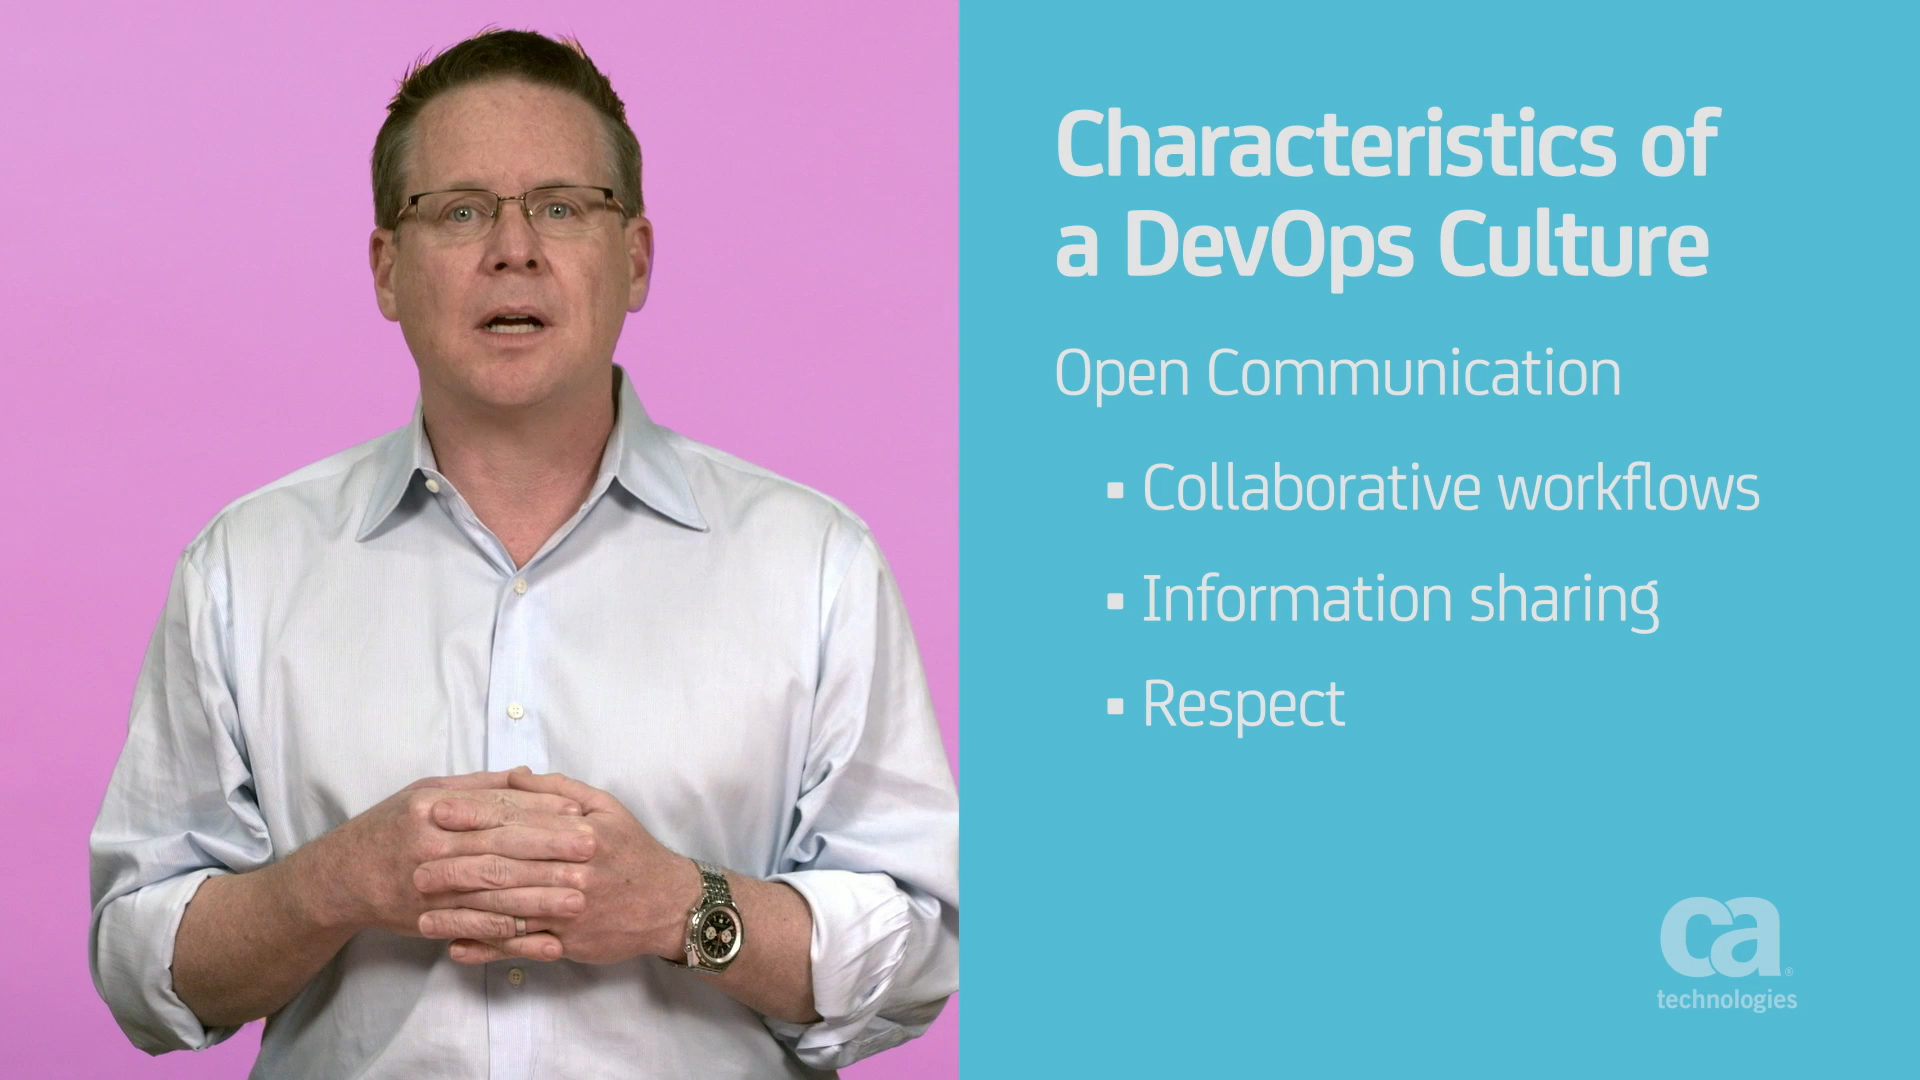 Characteristics of
a DevOps Culture
Open Communication
▪ Collaborative workflows
▪ Information sharing
▪ Respect
ca
®
technologies